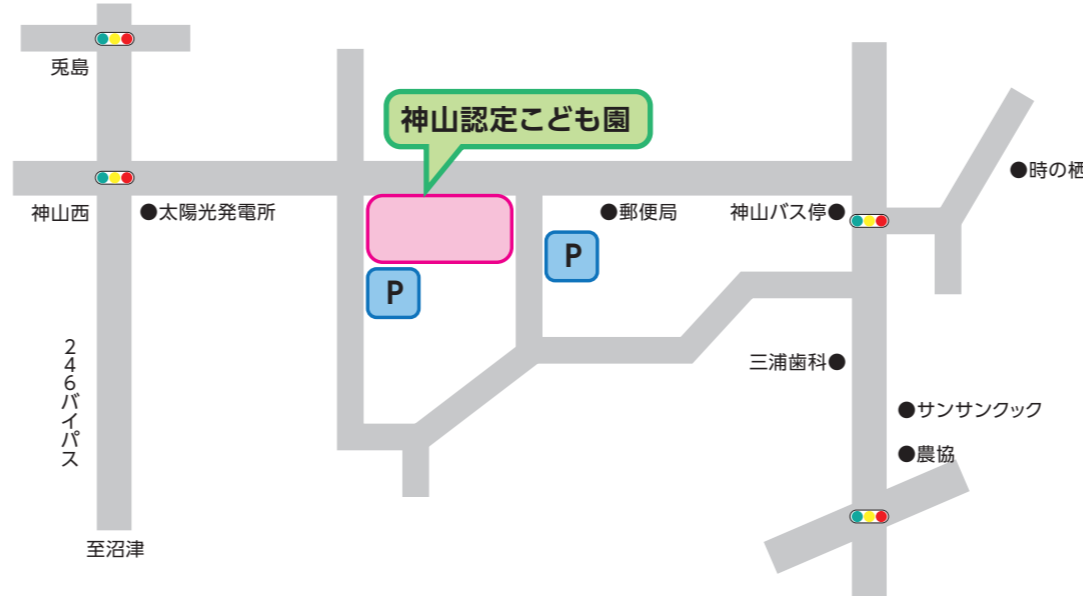 兎島
神山認定こども園
●時の栖
神山西
●太陽光発電所
●郵便局
神山バス停●
P
P
246バイパス
三浦歯科●
●サンサンクック
●農協
至沼津